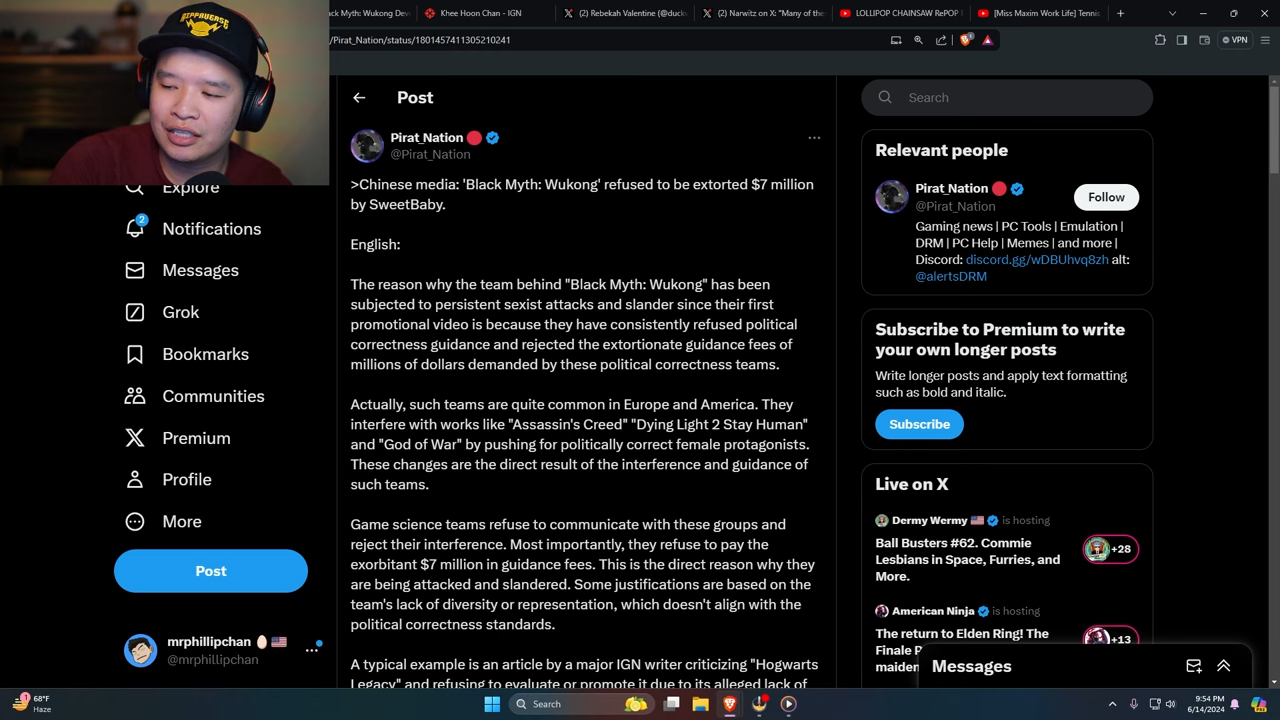 RIPPAVERSE
lack Myth: Wukong Dev
Khee Hoon Chan - IGN
(2) Rebekah Valentine (@duck
Narwitz on X: "Many of the
LOLLIPOP CHAINSAW RePOP
[Miss Maxim Work Life] Tennis
/Pirat_Nation/status/1801457411305210241
VPN
Post
Search
Pirat_Nation
@Pirat_Nation
>Chinese media: 'Black Myth: Wukong' refused to be extorted $7 million
by SweetBaby.
English:
The reason why the team behind "Black Myth: Wukong" has been
subjected to persistent sexist attacks and slander since their first
promotional video is because they have consistently refused political
correctness guidance and rejected the extortionate guidance fees of
millions of dollars demanded by these political correctness teams.
Actually, such teams are quite common in Europe and America. They
interfere with works like "Assassin's Creed" "Dying Light 2 Stay Human"
and "God of War" by pushing for politically correct female protagonists.
These changes are the direct result of the interference and guidance of
such teams.
Game science teams refuse to communicate with these groups and
reject their interference. Most importantly, they refuse to pay the
exorbitant $7 million in guidance fees. This is the direct reason why they
are being attacked and slandered. Some justifications are based on the
team's lack of diversity or representation, which doesn't align with the
political correctness standards.
A typical example is an article by a major IGN writer criticizing "Hogwarts
Legacy" and refusing to evaluate or promote it due to its alleged lack of
Explore
2
Notifications
Messages
Grok
Bookmarks
Communities
Premium
Profile
More
Post
mrphillipchan
@mrphillipchan
Relevant people
Pirat_Nation
@Pirat_Nation
Follow
Gaming news | PC Tools | Emulation |
DRM | PC Help | Memes | and more |
Discord: discord.gg/wDBUhvq8zh alt:
@alertsDRM
Subscribe to Premium to write
your own longer posts
Write longer posts and apply text formatting
such as bold and italic.
Subscribe
Live on X
Dermy Wermy is hosting
Ball Busters #62. Commie
Lesbians in Space, Furries, and
More.
+28
American Ninja is hosting
The return to Elden Ring! The
Finale
maiden
+13
Messages
1
68°F
Haze
Search
9:54 PM
6/14/2024